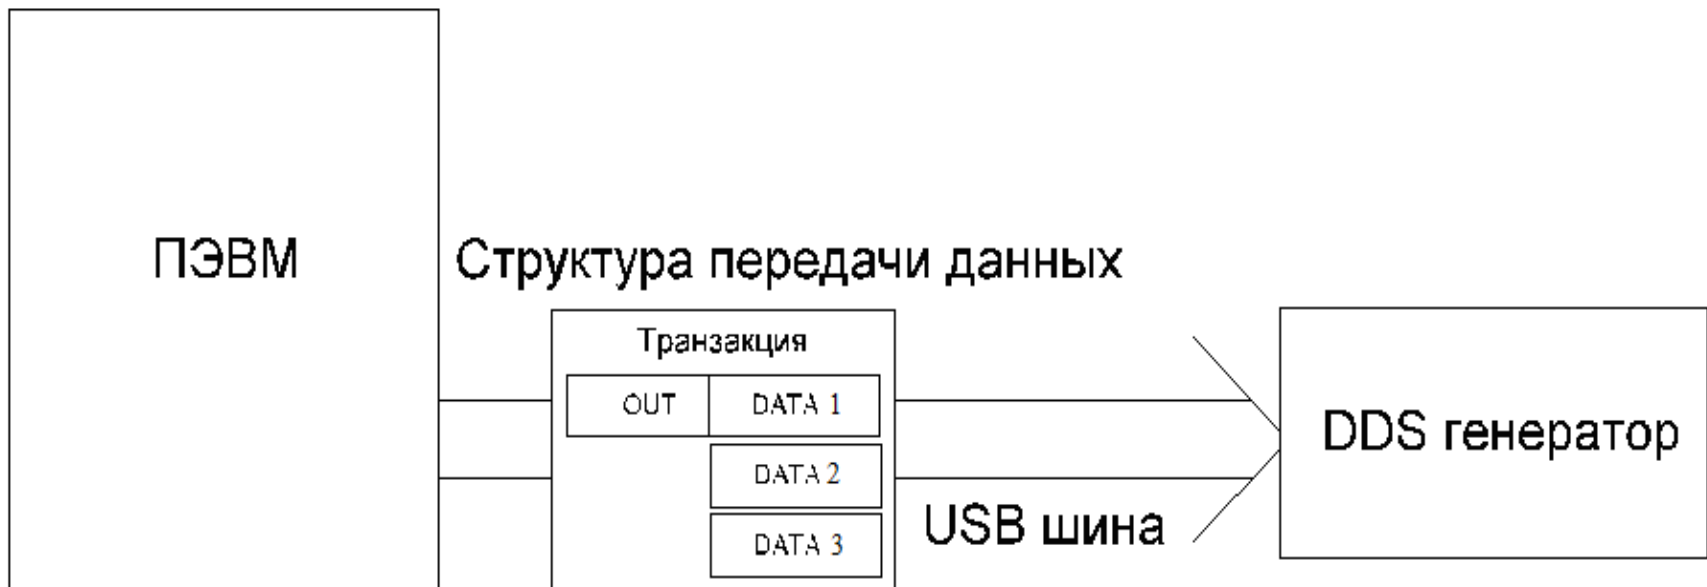 ПЭВМ
Структура передачи данных
Транзакция
OUT DATA 1
DATA 2
DATA 3
USB шина
DDS генератор